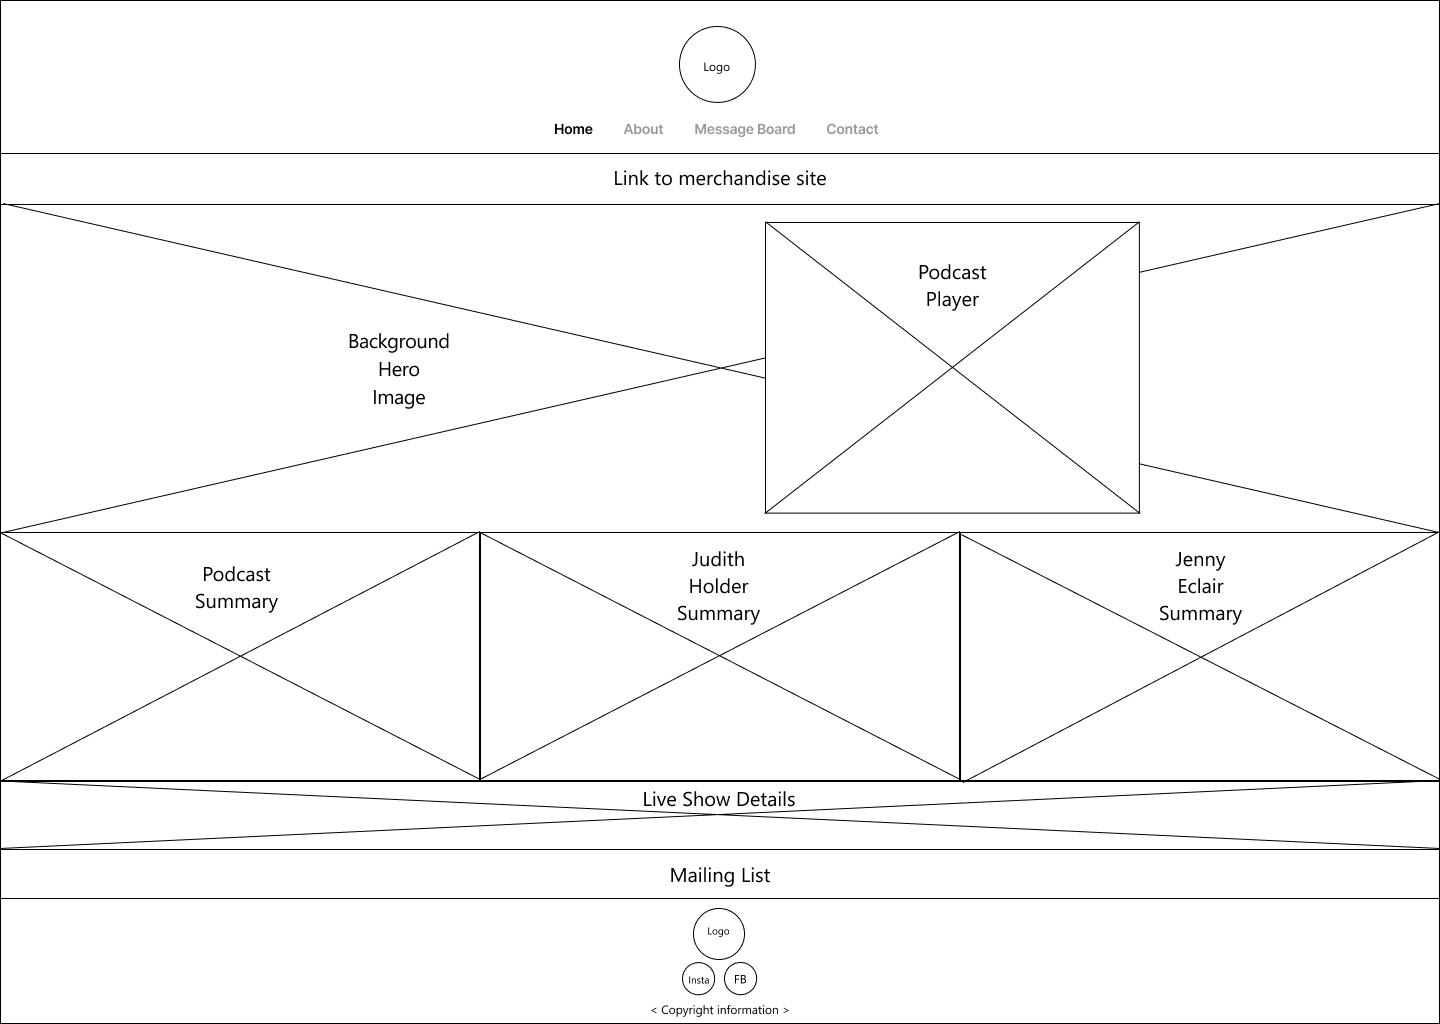 Logo
Home About Message Board Contact
Link to merchandise site
Background
Hero
Image
Podcast
Player
Podcast
Summary
Judith
Holder
Summary
Jenny
Eclair
Summary
Live Show Details
Mailing List
Logo
Insta FB
< Copyright information >